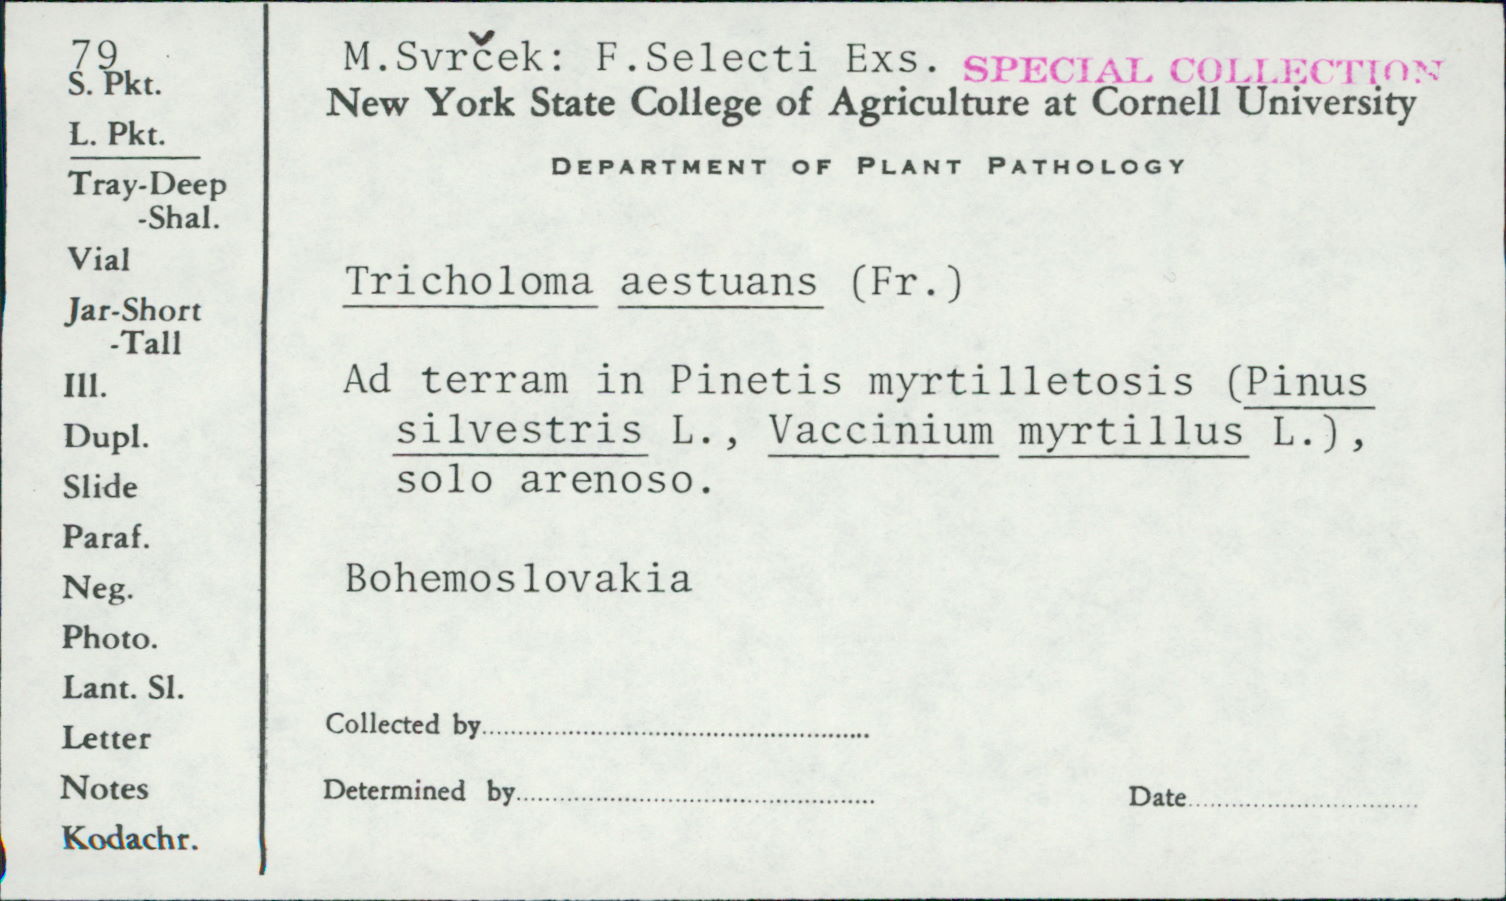 79
S. Pkt.
L. Pkt.
Tray-Deep
-Shal.
Vial
Jar-Short
-Tall
Ill.
Dupl.
Slide
Paraf.
Neg.
Photo.
Lant. Sl.
Letter
Notes
Kodachr.
M.Svrček: F.Selecti Exs. SPECIAL COLLECTION
New York State College of Agriculture at Cornell University
DEPARTMENT OF PLANT PATHOLOGY
Tricholoma aestuans (Fr.)
Ad terram in Pinetis myrtilletosis (Pinus
silvestris L., Vaccinium myrtillus L.),
solo arenoso.
Bohemoslovakia
Collected by
Determined by
Date